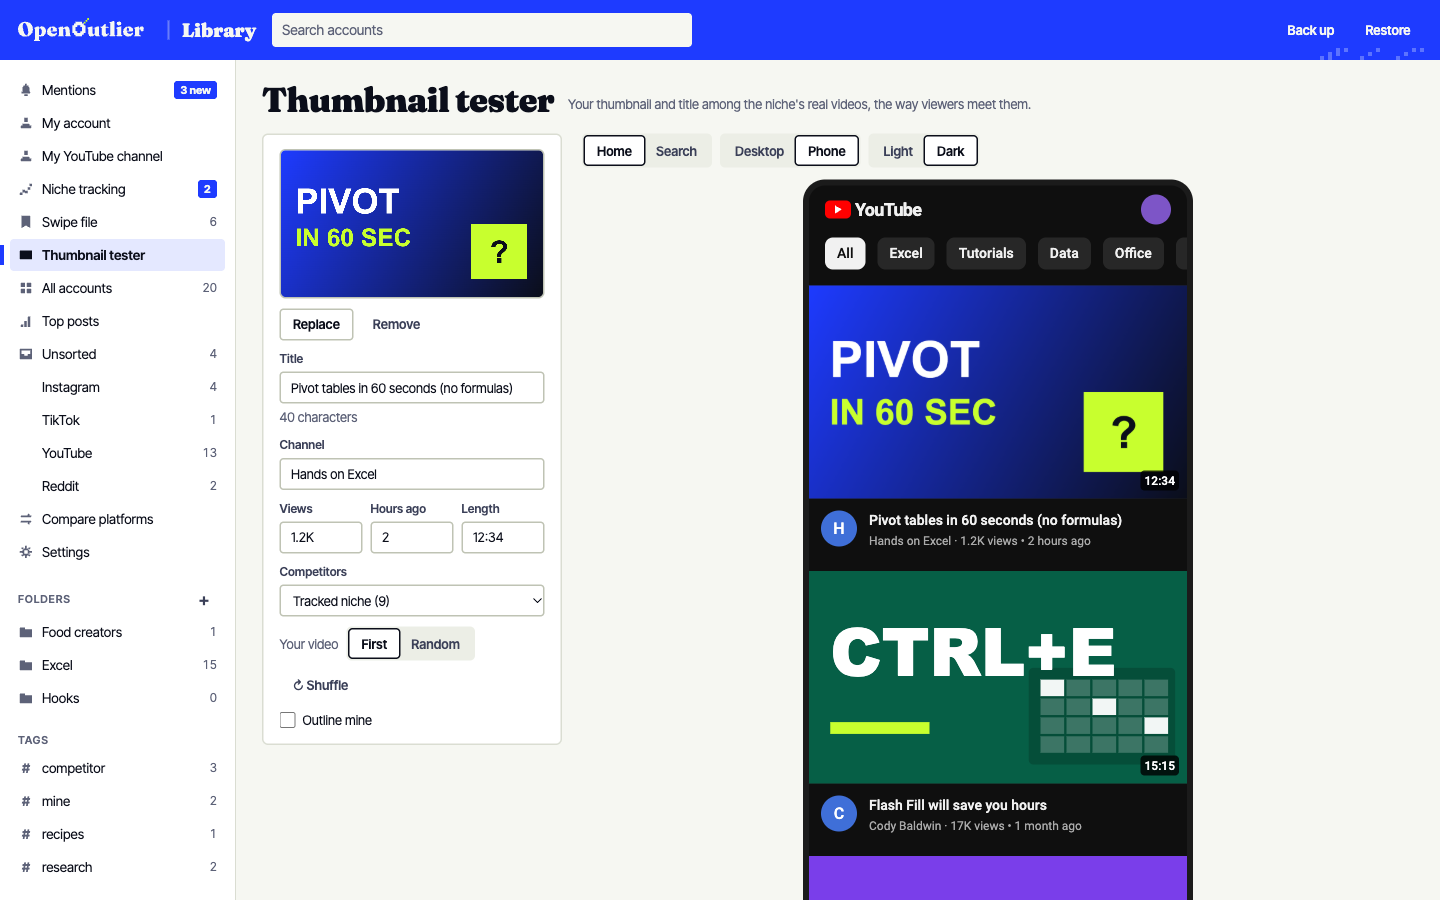 OpenOutlier
Library
Search accounts
Back up
Restore
Mentions
3 new
My account
My YouTube channel
Niche tracking
2
Swipe file
6
Thumbnail tester
All accounts
20
Top posts
Unsorted
4
Instagram
4
TikTok
1
YouTube
13
Reddit
2
Compare platforms
Settings
FOLDERS
+
Food creators
1
Excel
15
Hooks
0
TAGS
# competitor
3
# mine
2
# recipes
1
# research
2
Thumbnail tester
Your thumbnail and title among the niche's real videos, the way viewers meet them.
PIVOT
IN 60 SEC
?
Replace
Remove
Title
Pivot tables in 60 seconds (no formulas)
40 characters
Channel
Hands on Excel
Views
Hours ago
Length
1.2K
2
12:34
Competitors
Tracked niche (9)
Your video
First
Random
↻ Shuffle
Outline mine
Home
Search
Desktop
Phone
Light
Dark
YouTube
All
Excel
Tutorials
Data
Office
PIVOT
IN 60 SEC
?
12:34
H
Pivot tables in 60 seconds (no formulas)
Hands on Excel · 1.2K views • 2 hours ago
CTRL+E
15:15
C
Flash Fill will save you hours
Cody Baldwin · 17K views • 1 month ago